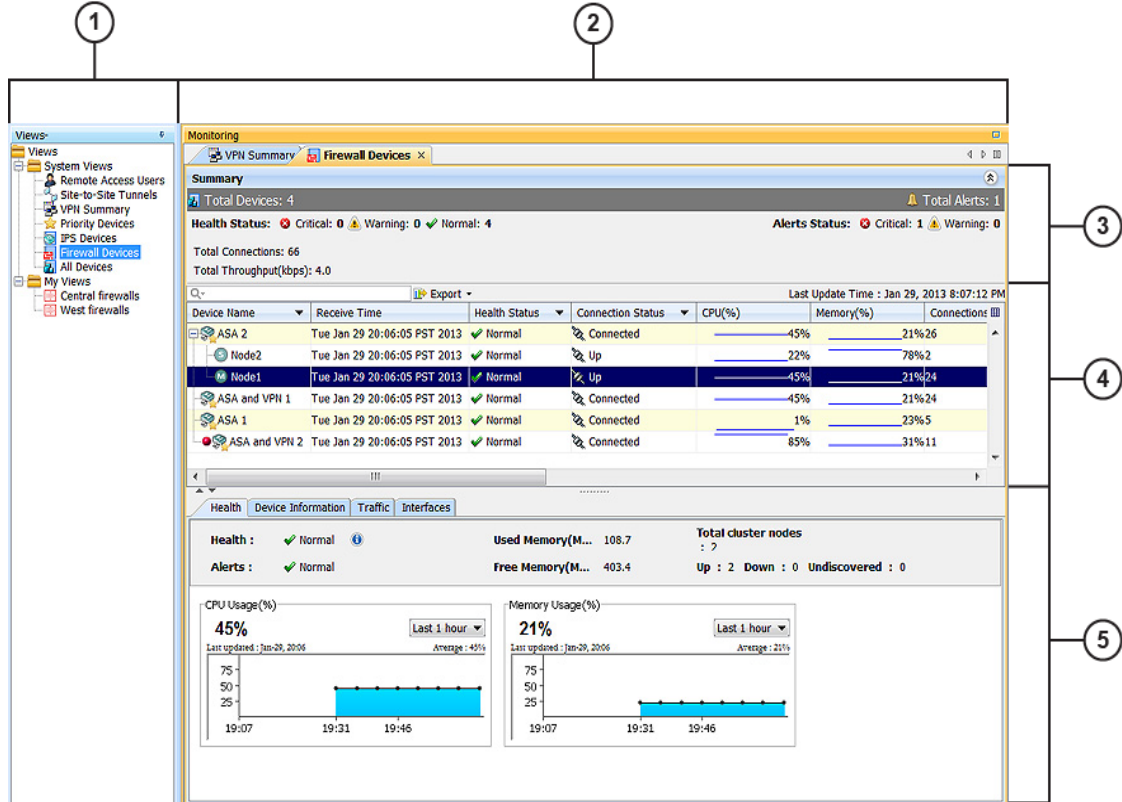 1
2
Views-
Views
System Views
Remote Access Users
Site-to-Site Tunnels
VPN Summary
Priority Devices
IPS Devices
Firewall Devices
All Devices
My Views
Central firewalls
West firewalls
Monitoring
VPN Summary Firewall Devices ×
Summary
Total Devices: 4 Total Alerts: 1
Health Status: Critical: 0 Warning: 0 Normal: 4 Alerts Status: Critical: 1 Warning: 0
Total Connections: 66
Total Throughput(kbps): 4.0
3
Export Last Update Time : Jan 29, 2013 8:07:12 PM
Device Name Receive Time Health Status Connection Status CPU(%) Memory(%) Connections
ASA 2 Tue Jan 29 20:06:05 PST 2013 Normal Connected 45% 21% 26
S Node2 Tue Jan 29 20:06:05 PST 2013 Normal Up 22% 78% 2
M Node1 Tue Jan 29 20:06:05 PST 2013 Normal Up 45% 21% 24
ASA and VPN 1 Tue Jan 29 20:06:05 PST 2013 Normal Connected 45% 21% 24
ASA 1 Tue Jan 29 20:06:05 PST 2013 Normal Connected 1% 23% 5
ASA and VPN 2 Tue Jan 29 20:06:05 PST 2013 Normal Connected 85% 31% 11
4
Health Device Information Traffic Interfaces
Health : Normal Used Memory(M... 108.7 Total cluster nodes
: 2
Alerts : Normal Free Memory(M... 403.4 Up : 2 Down : 0 Undiscovered : 0
CPU Usage(%)
45% Last 1 hour
Last updated : Jan-29, 20:06 Average : 45%
75
50
25
19:07 19:31 19:46
Memory Usage(%)
21% Last 1 hour
Last updated : Jan-29, 20:06 Average : 21%
75
50
25
19:07 19:31 19:46
5